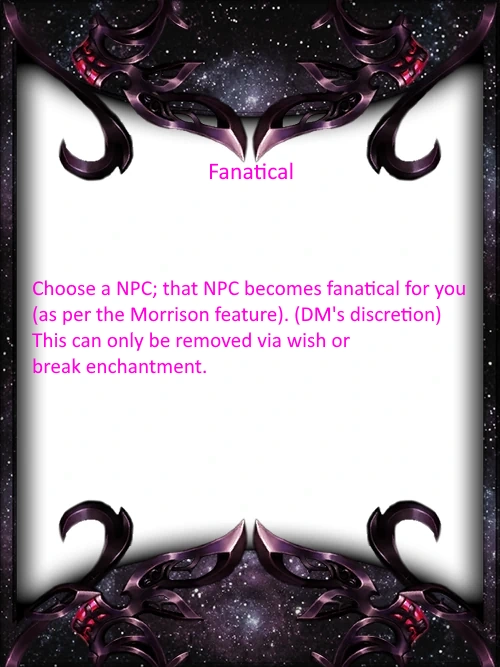 Fanatical
Choose a NPC; that NPC becomes fanatical for you
(as per the Morrison feature). (DM's discretion)
This can only be removed via wish or
break enchantment.